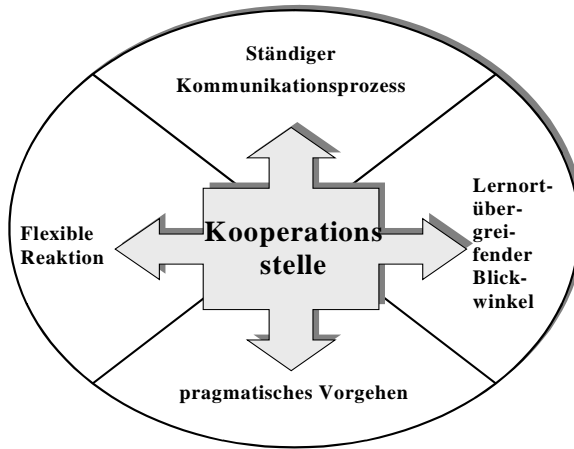 Ständiger
Kommunikationsprozess
Flexible
Reaktion
Kooperations
stelle
Lernort-
über-
grei-
fender
Blick-
winkel
pragmatisches Vorgehen